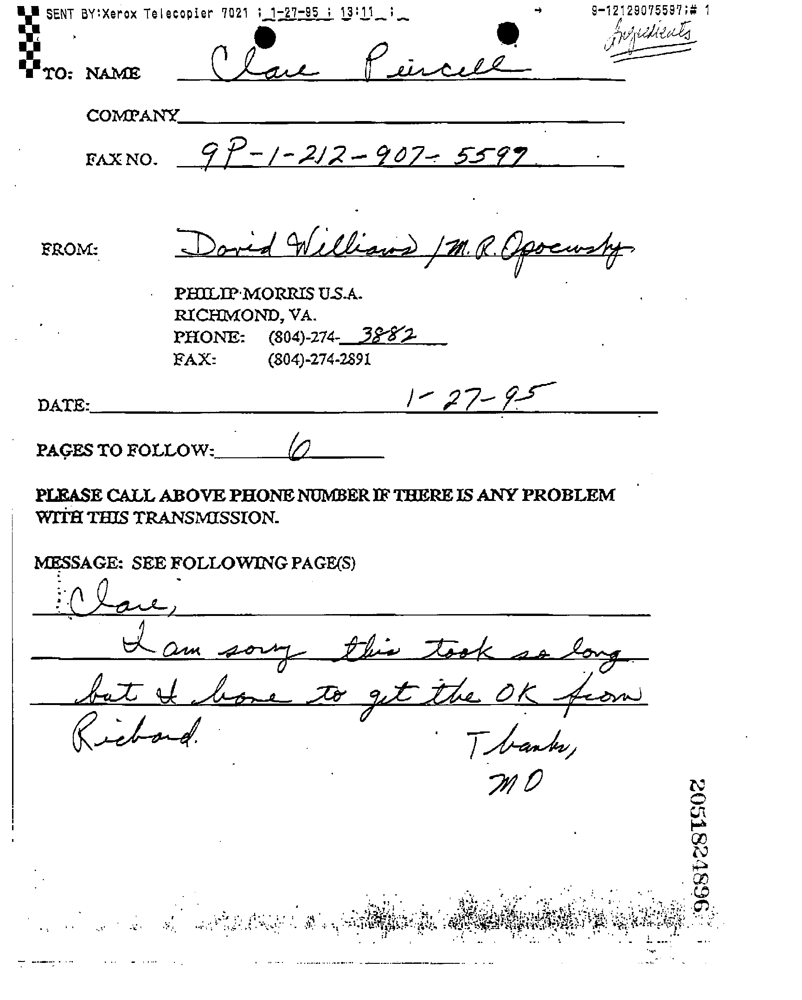 SENT BY:Xerox Telecopier 7021 ; 1-27-95 ; 13:11 ; → 9-12129075597;# 1
Ingredients
TO: NAME Clare Purcell
COMPANY
FAX NO. 9P-1-212-907-5597
FROM: David Williams / M.R. Opocensky
PHILIP MORRIS U.S.A.
RICHMOND, VA.
PHONE: (804)-274- 3882
FAX: (804)-274-2891
DATE: 1-27-95
PAGES TO FOLLOW: 6
PLEASE CALL ABOVE PHONE NUMBER IF THERE IS ANY PROBLEM
WITH THIS TRANSMISSION.
MESSAGE: SEE FOLLOWING PAGE(S)
Clare,
I am sorry this took so long
but I have to get the OK from
Richard.
Thanks,
MO
2051824896